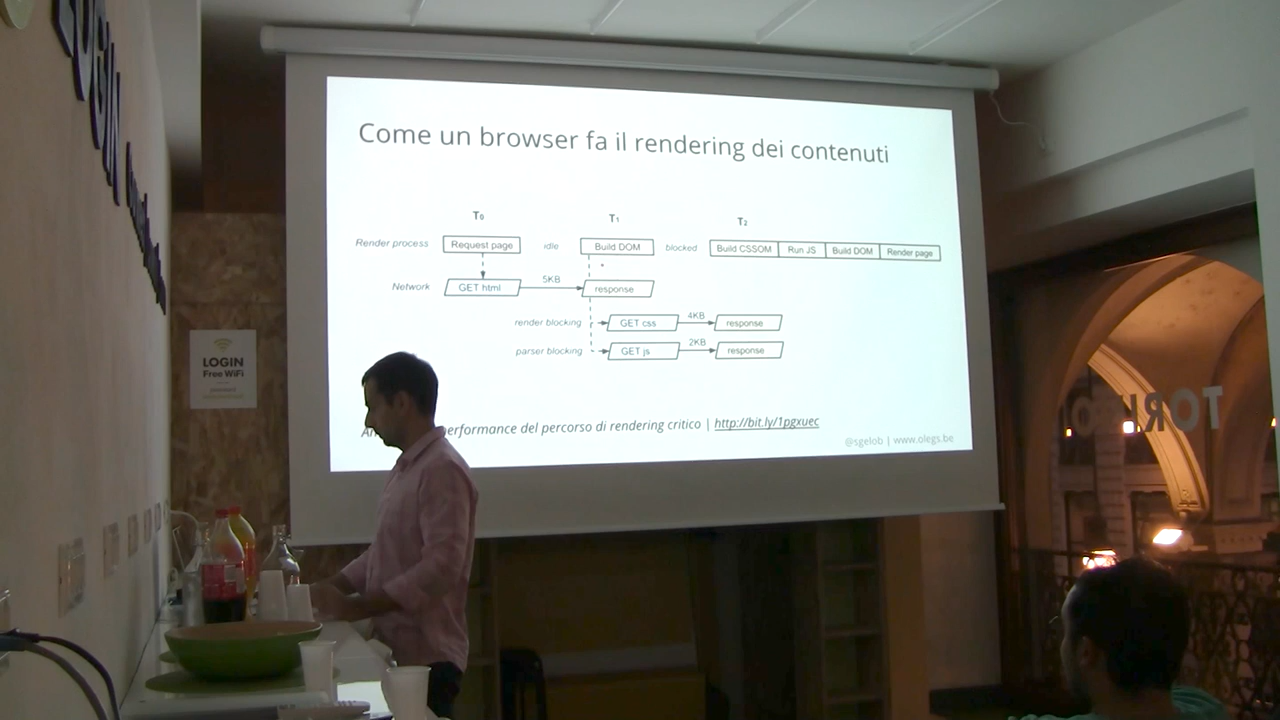 LOGIN
Come un browser fa il rendering dei contenuti
T₀ T₁ T₂
Render process Request page idle Build DOM blocked Build CSSOM Run JS Build DOM Render page
Network GET html 5KB response
render blocking GET css 4KB response
parser blocking GET js 2KB response
performance del percorso di rendering critico | http://bit.ly/1pgxuec
@sgelob | www.olegs.be
LOGIN
Free WiFi
TORINO